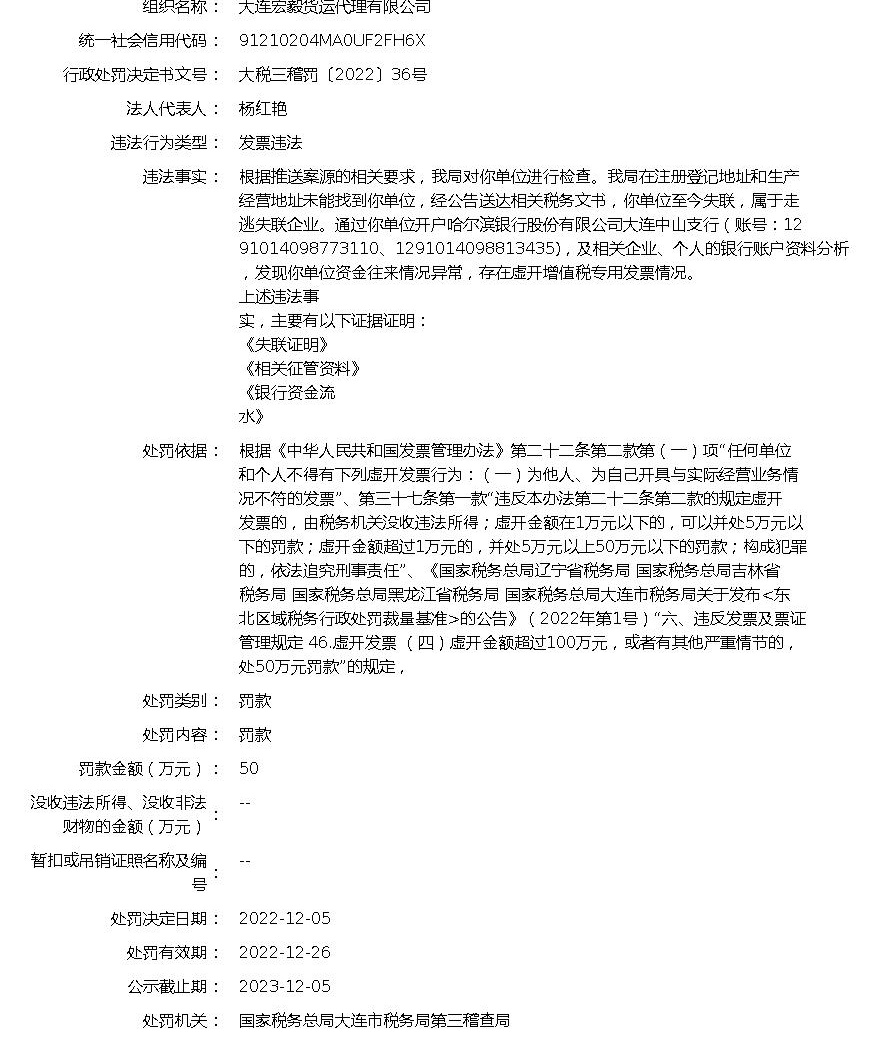 组织名称： 大连宏毅货运代理有限公司
统一社会信用代码： 91210204MA0UF2FH6X
行政处罚决定书文号： 大税三稽罚〔2022〕36号
法人代表人： 杨红艳
违法行为类型： 发票违法
违法事实： 根据推送案源的相关要求，我局对你单位进行检查。我局在注册登记地址和生产
经营地址未能找到你单位，经公告送达相关税务文书，你单位至今失联，属于走
逃失联企业。通过你单位开户哈尔滨银行股份有限公司大连中山支行（账号：12
91014098773110、1291014098813435)，及相关企业、个人的银行账户资料分析
，发现你单位资金往来情况异常，存在虚开增值税专用发票情况。
上述违法事
实，主要有以下证据证明：
《失联证明》
《相关征管资料》
《银行资金流
水》
处罚依据： 根据《中华人民共和国发票管理办法》第二十二条第二款第（一）项“任何单位
和个人不得有下列虚开发票行为：（一）为他人、为自己开具与实际经营业务情
况不符的发票”、第三十七条第一款“违反本办法第二十二条第二款的规定虚开
发票的，由税务机关没收违法所得；虚开金额在1万元以下的，可以并处5万元以
下的罚款；虚开金额超过1万元的，并处5万元以上50万元以下的罚款；构成犯罪
的，依法追究刑事责任”、《国家税务总局辽宁省税务局 国家税务总局吉林省
税务局 国家税务总局黑龙江省税务局 国家税务总局大连市税务局关于发布<东
北区域税务行政处罚裁量基准>的公告》（2022年第1号）“六、违反发票及票证
管理规定 46.虚开发票 （四）虚开金额超过100万元，或者有其他严重情节的，
处50万元罚款”的规定，
处罚类别： 罚款
处罚内容： 罚款
罚款金额（万元）： 50
没收违法所得、没收非法
财物的金额（万元）： --
暂扣或吊销证照名称及编
号： --
处罚决定日期： 2022-12-05
处罚有效期： 2022-12-26
公示截止期： 2023-12-05
处罚机关： 国家税务总局大连市税务局第三稽查局